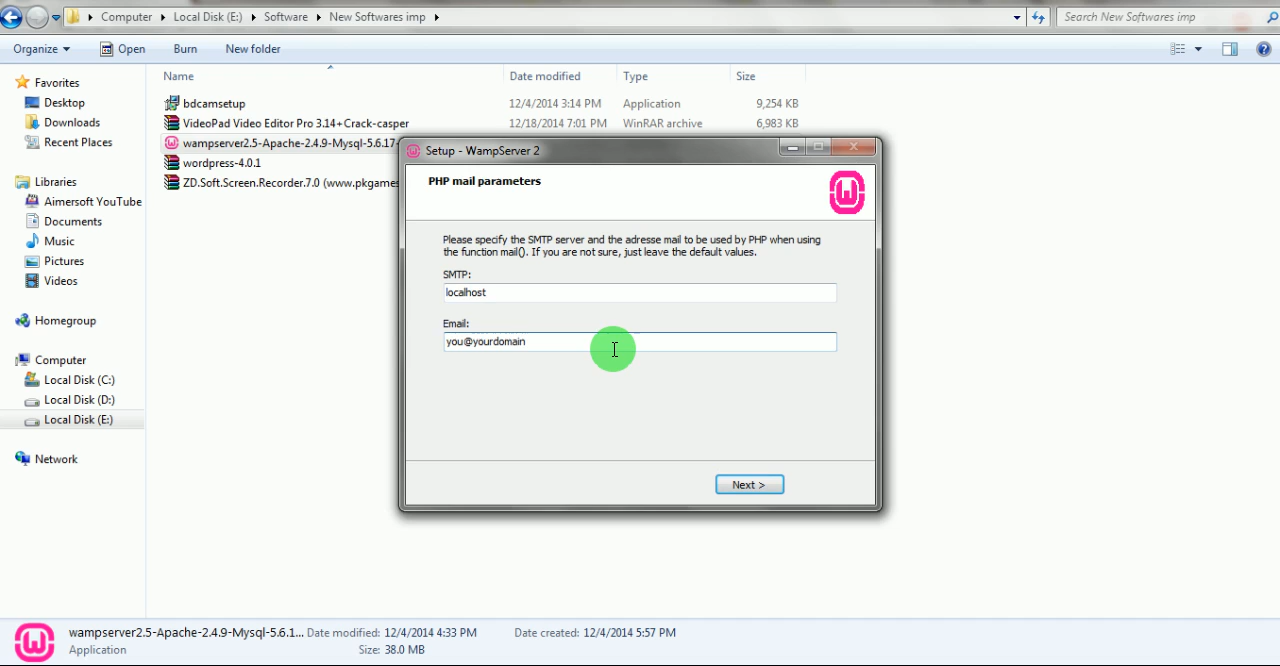 Computer Local Disk (E:) Software New Softwares imp
Search New Softwares imp
Organize Open Burn New folder
Name Date modified Type Size
Favorites
Desktop
Downloads
Recent Places
Libraries
Aimersoft YouTube
Documents
Music
Pictures
Videos
Homegroup
Computer
Local Disk (C:)
Local Disk (D:)
Local Disk (E:)
Network
bdcamsetup 12/4/2014 3:14 PM Application 9,254 KB
VideoPad Video Editor Pro 3.14+Crack-casper 12/18/2014 7:01 PM WinRAR archive 6,983 KB
wampserver2.5-Apache-2.4.9-Mysql-5.6.17-
wordpress-4.0.1
ZD.Soft.Screen.Recorder.7.0 (www.pkgames
Setup - WampServer 2
PHP mail parameters
Please specify the SMTP server and the adresse mail to be used by PHP when using
the function mail(). If you are not sure, just leave the default values.
SMTP:
localhost
Email:
you@yourdomain
Next >
wampserver2.5-Apache-2.4.9-Mysql-5.6.1... Date modified: 12/4/2014 4:33 PM Date created: 12/4/2014 5:57 PM
Application Size: 38.0 MB